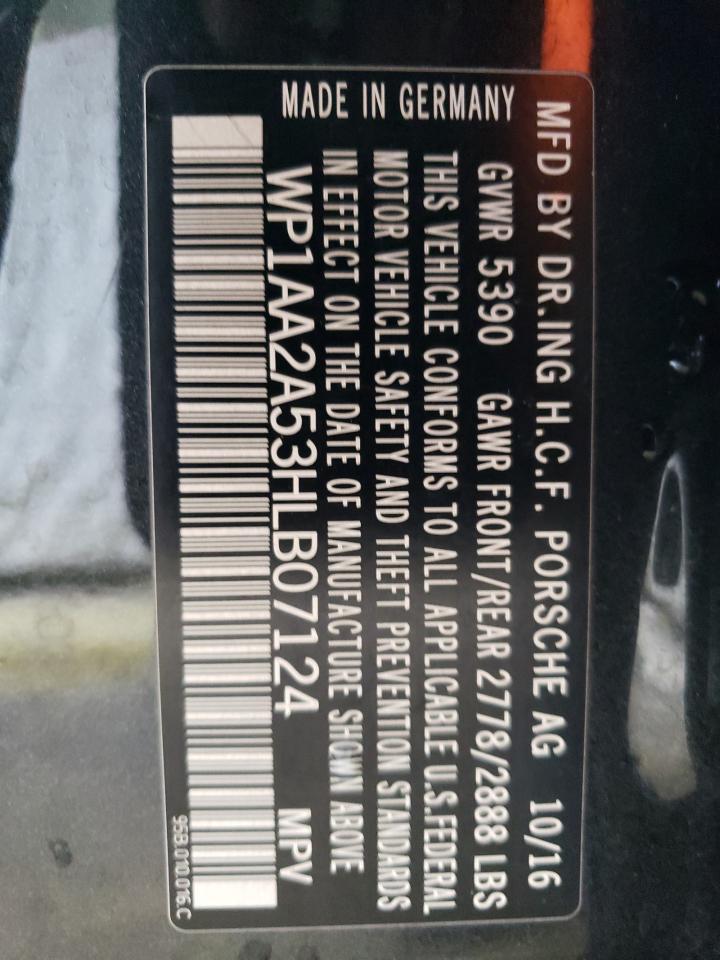 MFD BY DR.ING H.C.F. PORSCHE AG 10/16
GVWR 5390 GAWR FRONT/REAR 2778/2888 LBS
THIS VEHICLE CONFORMS TO ALL APPLICABLE U.S.FEDERAL
MOTOR VEHICLE SAFETY AND THEFT PREVENTION STANDARDS
IN EFFECT ON THE DATE OF MANUFACTURE SHOWN ABOVE
WP1AA2A53HLB07124 MPV
95B.010.016.C
MADE IN GERMANY